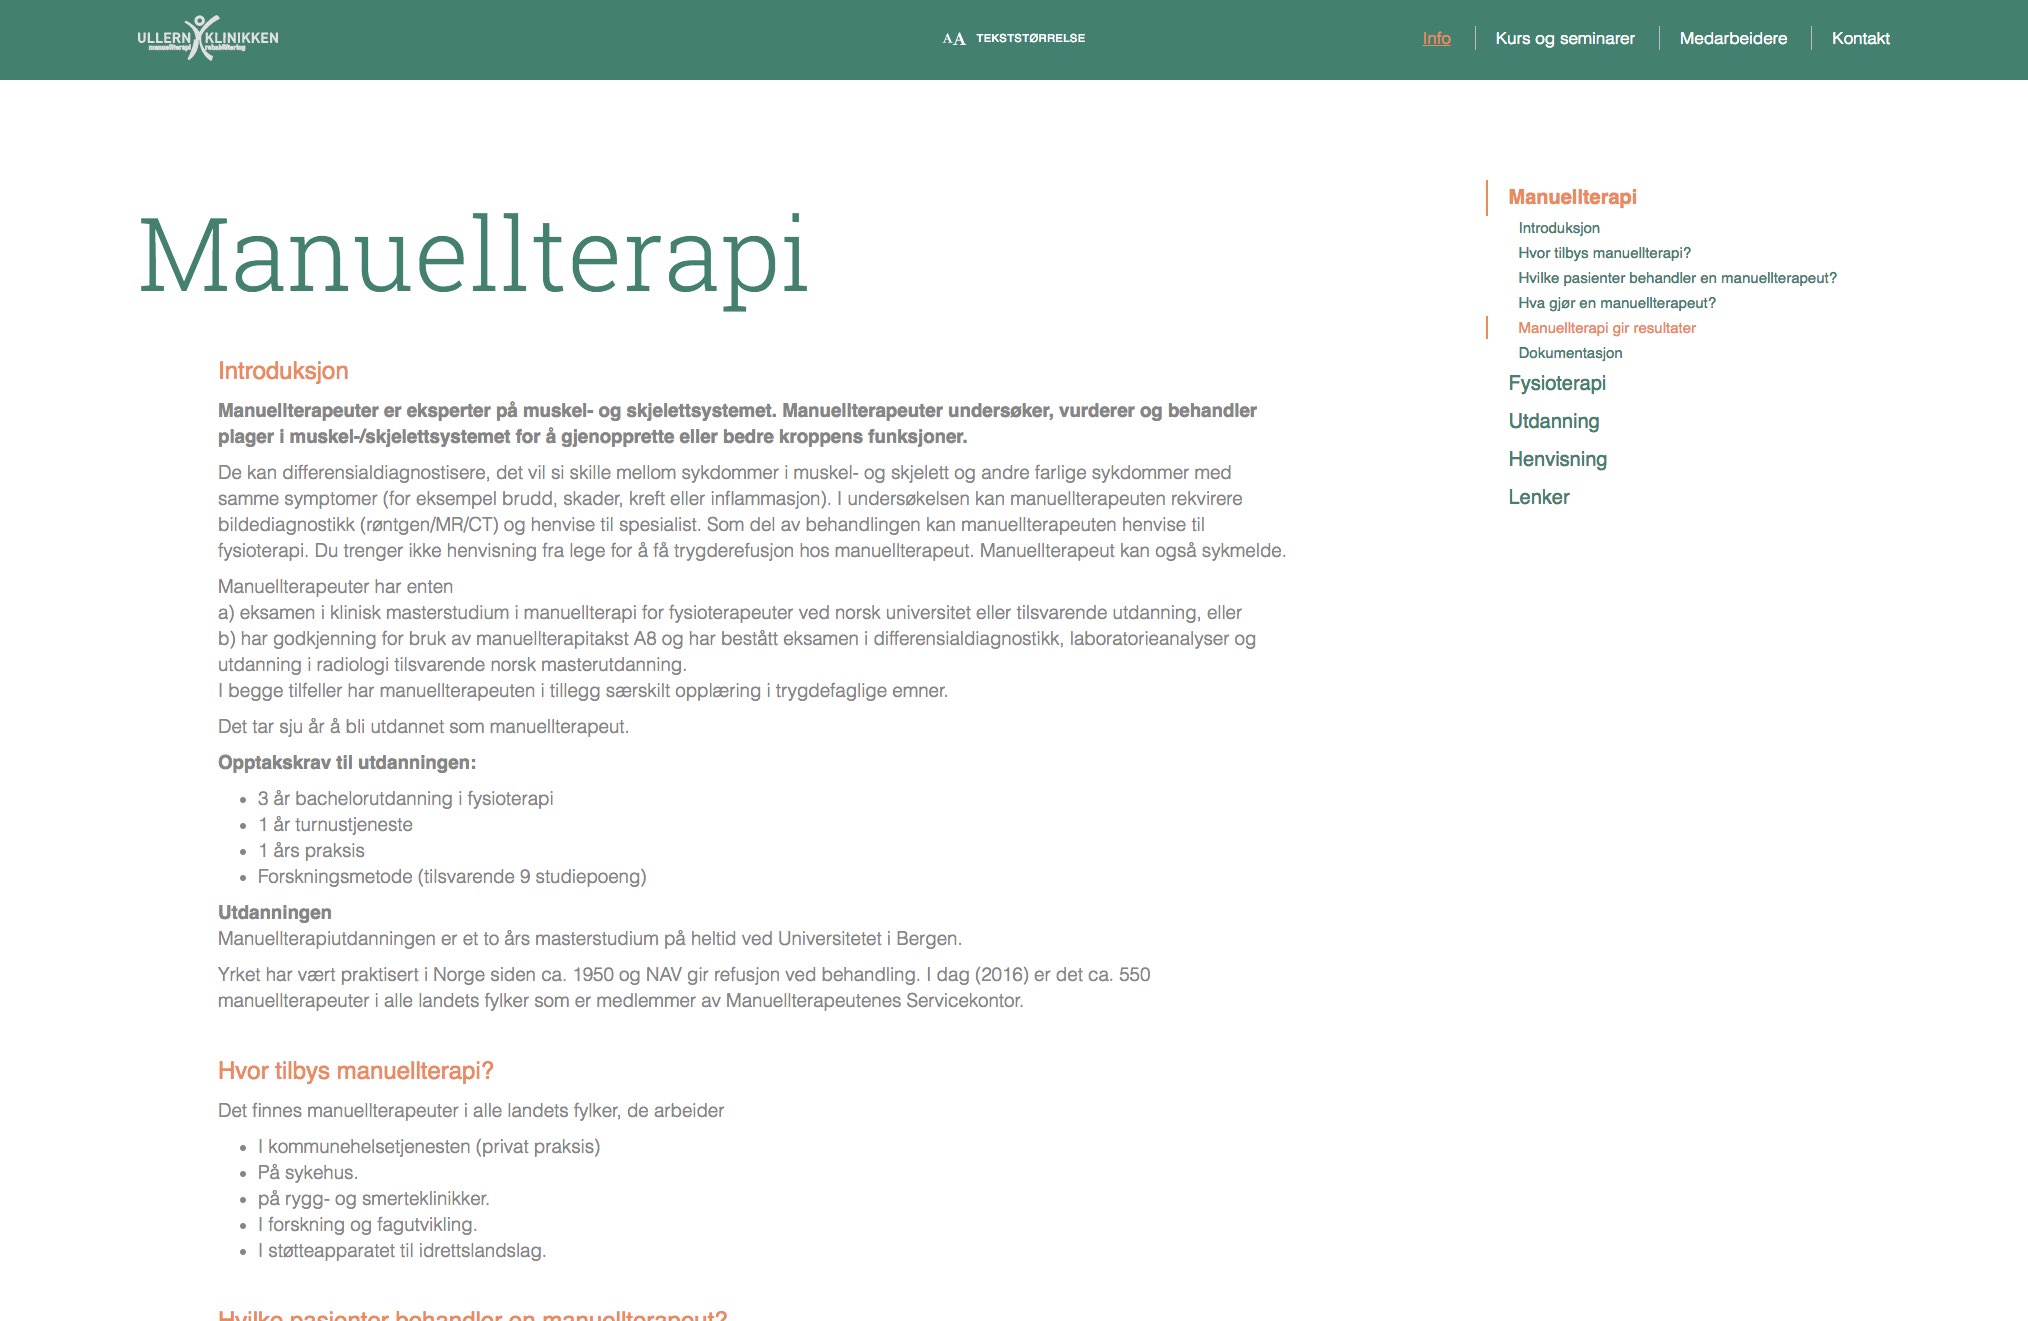 ULLERN KLINIKKEN
manuellterapi rehabilitering
AA TEKSTSTØRRELSE
Info
Kurs og seminarer
Medarbeidere
Kontakt
Manuellterapi
Introduksjon
Manuellterapeuter er eksperter på muskel- og skjelettsystemet. Manuellterapeuter undersøker, vurderer og behandler
plager i muskel-/skjelettsystemet for å gjenopprette eller bedre kroppens funksjoner.
De kan differensialdiagnostisere, det vil si skille mellom sykdommer i muskel- og skjelett og andre farlige sykdommer med
samme symptomer (for eksempel brudd, skader, kreft eller inflammasjon). I undersøkelsen kan manuellterapeuten rekvirere
bildediagnostikk (røntgen/MR/CT) og henvise til spesialist. Som del av behandlingen kan manuellterapeuten henvise til
fysioterapi. Du trenger ikke henvisning fra lege for å få trygderefusjon hos manuellterapeut. Manuellterapeut kan også sykmelde.
Manuellterapeuter har enten
a) eksamen i klinisk masterstudium i manuellterapi for fysioterapeuter ved norsk universitet eller tilsvarende utdanning, eller
b) har godkjenning for bruk av manuellterapitakst A8 og har bestått eksamen i differensialdiagnostikk, laboratorieanalyser og
utdanning i radiologi tilsvarende norsk masterutdanning.
I begge tilfeller har manuellterapeuten i tillegg særskilt opplæring i trygdefaglige emner.
Det tar sju år å bli utdannet som manuellterapeut.
Opptakskrav til utdanningen:
• 3 år bachelorutdanning i fysioterapi
• 1 år turnustjeneste
• 1 års praksis
• Forskningsmetode (tilsvarende 9 studiepoeng)
Utdanningen
Manuellterapiutdanningen er et to års masterstudium på heltid ved Universitetet i Bergen.
Yrket har vært praktisert i Norge siden ca. 1950 og NAV gir refusjon ved behandling. I dag (2016) er det ca. 550
manuellterapeuter i alle landets fylker som er medlemmer av Manuellterapeutenes Servicekontor.
Hvor tilbys manuellterapi?
Det finnes manuellterapeuter i alle landets fylker, de arbeider
• I kommunehelsetjenesten (privat praksis)
• På sykehus.
• på rygg- og smerteklinikker.
• I forskning og fagutvikling.
• I støtteapparatet til idrettslandslag.
Hvilke pasienter behandler en manuellterapeut?
Manuellterapi
Introduksjon
Hvor tilbys manuellterapi?
Hvilke pasienter behandler en manuellterapeut?
Hva gjør en manuellterapeut?
Manuellterapi gir resultater
Dokumentasjon
Fysioterapi
Utdanning
Henvisning
Lenker